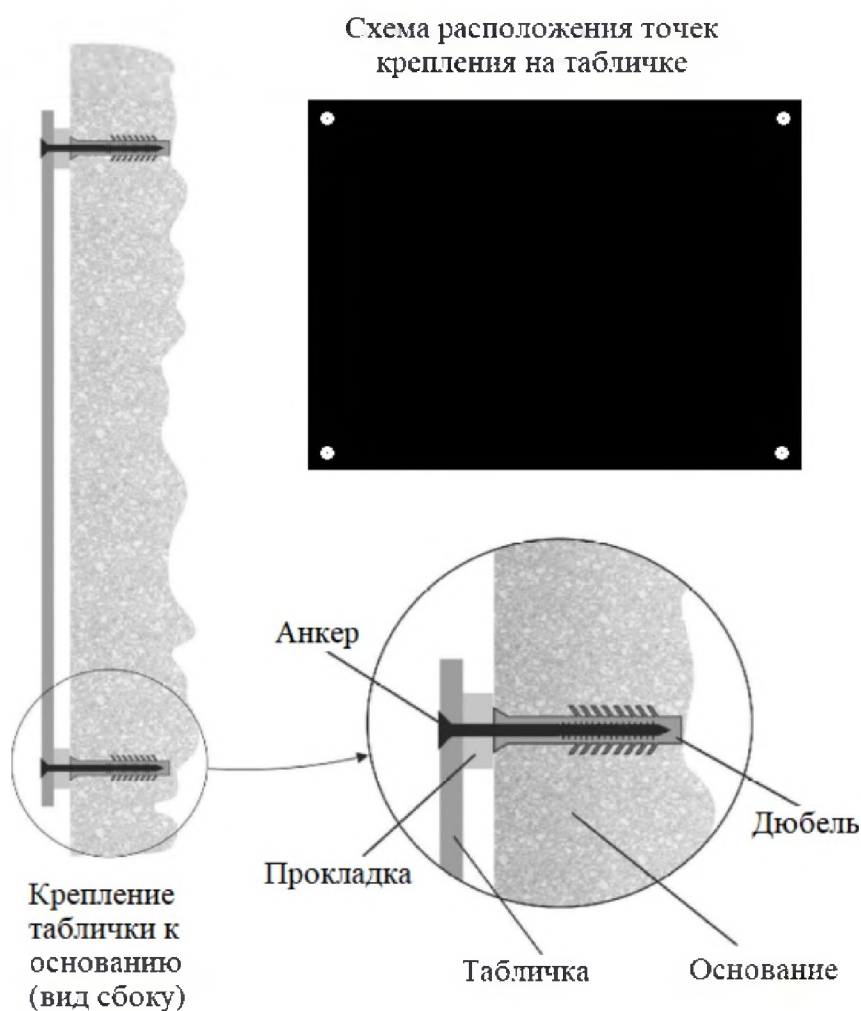 Схема расположения точек
крепления на табличке
Анкер
Дюбель
Прокладка
Крепление
таблички к
основанию
(вид сбоку)
Табличка
Основание